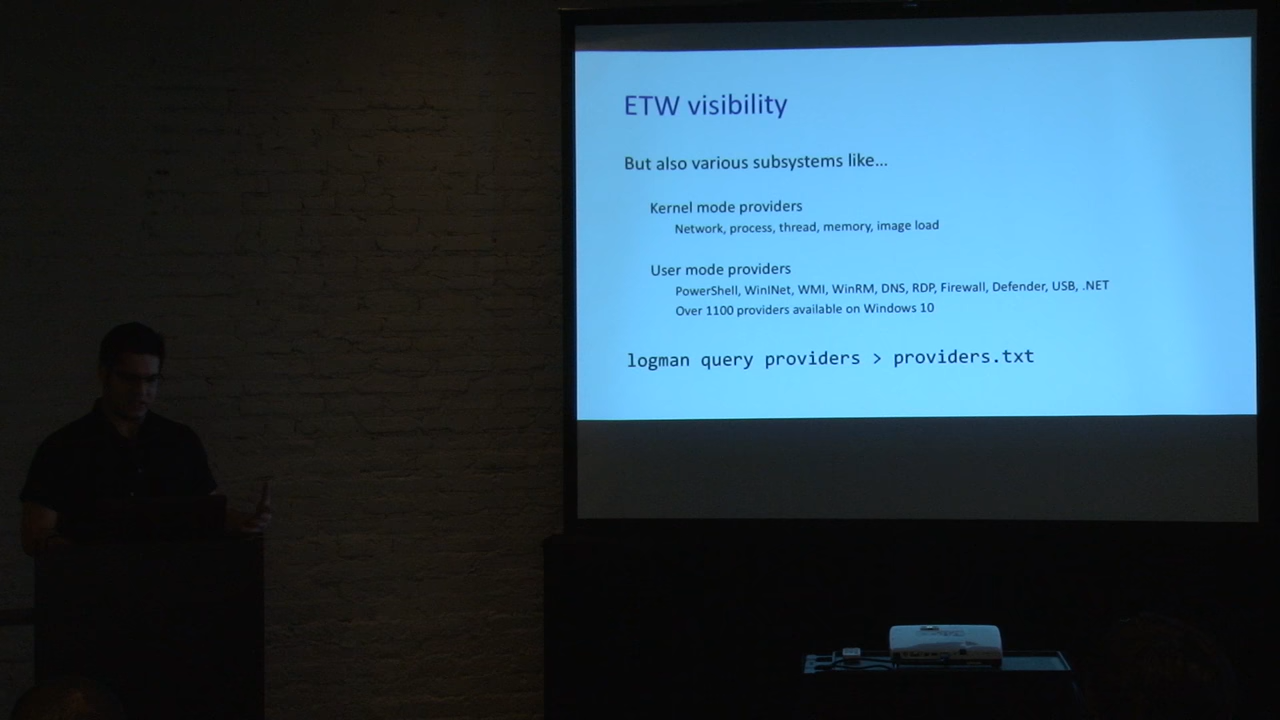 ETW visibility
But also various subsystems like...
Kernel mode providers
Network, process, thread, memory, image load
User mode providers
PowerShell, WinINet, WMI, WinRM, DNS, RDP, Firewall, Defender, USB, .NET
Over 1100 providers available on Windows 10
logman query providers > providers.txt